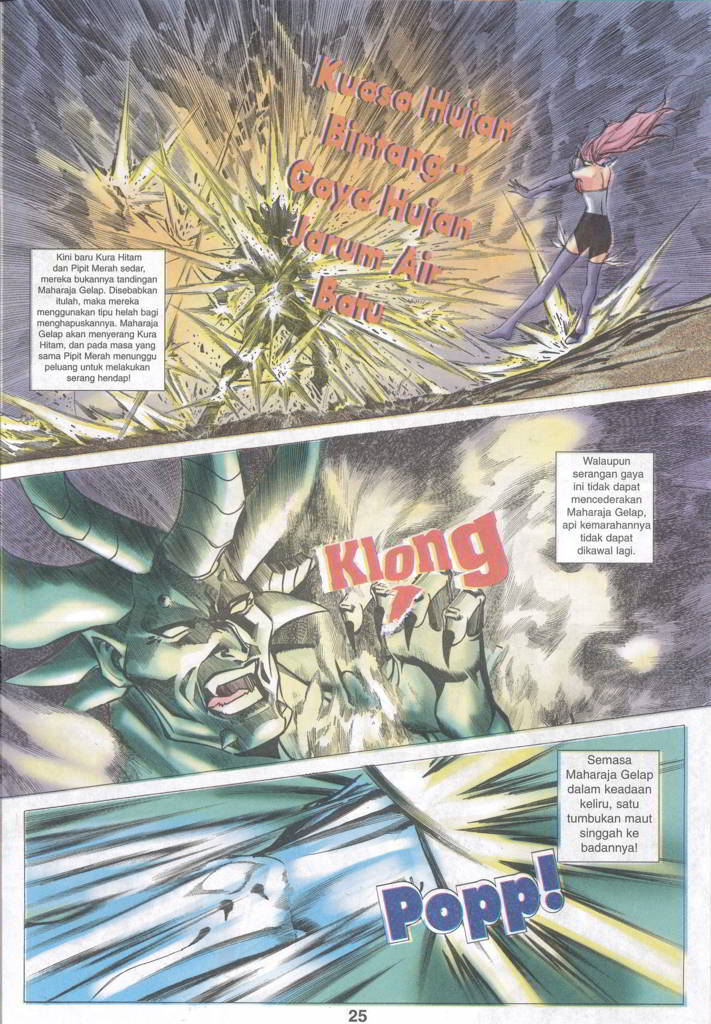 Kuasa Hujan
Bintang -
Gaya Hujan
Jarum Air
Batu
Kini baru Kura Hitam
dan Pipit Merah sedar,
mereka bukannya tandingan
Maharaja Gelap. Disebabkan
itulah, maka mereka
menggunakan tipu helah bagi
menghapuskannya. Maharaja
Gelap akan menyerang Kura
Hitam, dan pada masa yang
sama Pipit Merah menunggu
peluang untuk melakukan
serang hendap!
Walaupun
serangan gaya
ini tidak dapat
mencederakan
Maharaja Gelap,
api kemarahannya
tidak dapat
dikawal lagi.
Klong
Semasa
Maharaja Gelap
dalam keadaan
keliru, satu
tumbukan maut
singgah ke
badannya!
Popp!
25